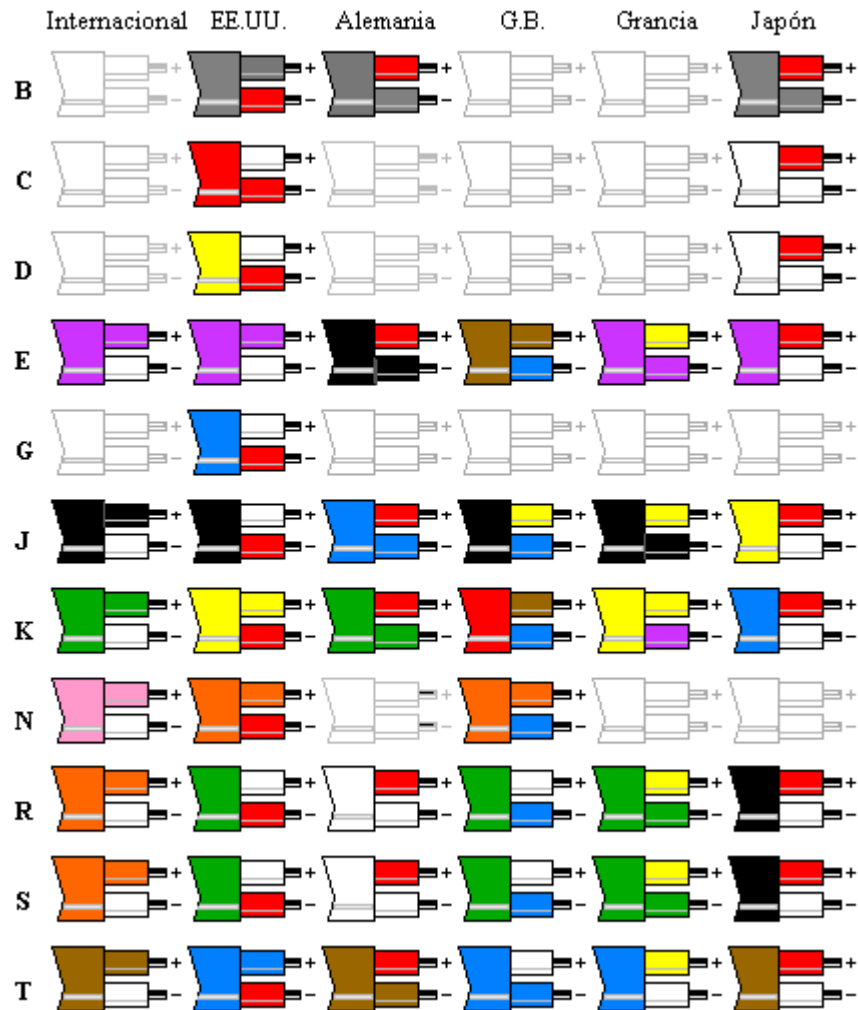 Internacional EE.UU. Alemania G.B. Grancia Japón
B + − + − + − + − + − + −
C + − + − + − + − + − + −
D + − + − + − + − + − + −
E + − + − + − + − + − + −
G + − + − + − + − + − + −
J + − + − + − + − + − + −
K + − + − + − + − + − + −
N + − + − + − + − + − + −
R + − + − + − + − + − + −
S + − + − + − + − + − + −
T + − + − + − + − + − + −